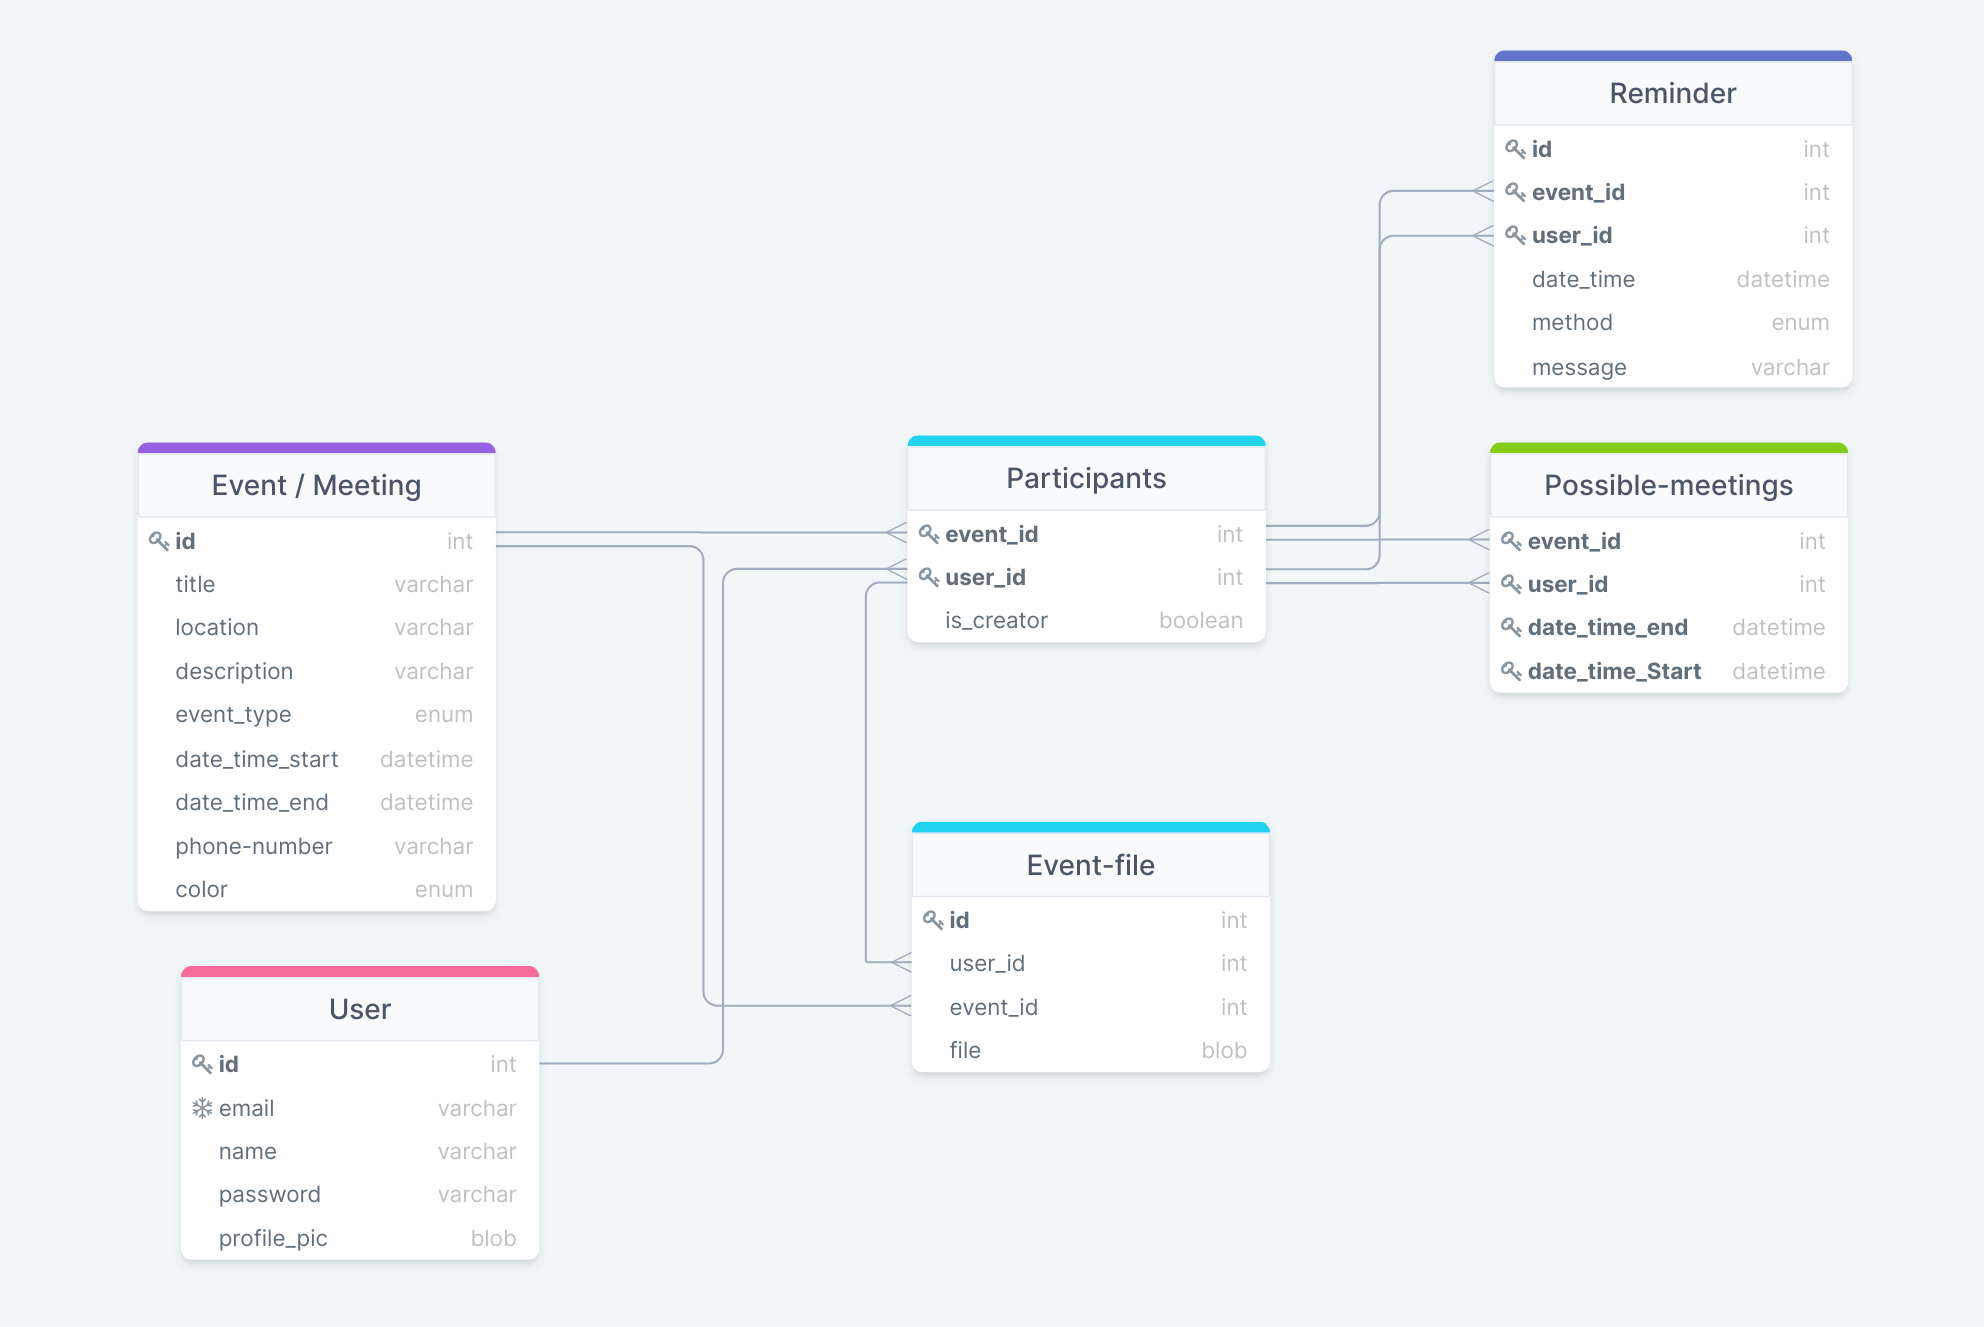 Reminder
id int
event_id int
user_id int
date_time datetime
method enum
message varchar
Event / Meeting
id int
title varchar
location varchar
description varchar
event_type enum
date_time_start datetime
date_time_end datetime
phone-number varchar
color enum
Participants
event_id int
user_id int
is_creator boolean
Possible-meetings
event_id int
user_id int
date_time_end datetime
date_time_Start datetime
Event-file
id int
user_id int
event_id int
file blob
User
id int
email varchar
name varchar
password varchar
profile_pic blob